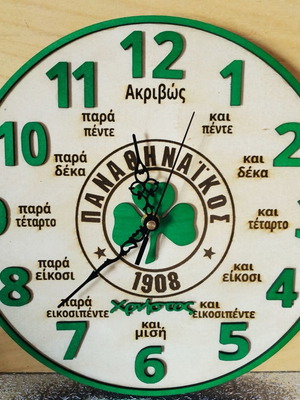 12
Ακριβώς
1
και
πέντε
2
και
δέκα
και
τέταρτο
4
και
είκοσι
5
και
εικοσιπέντε
6
και
μισή
7
παρά
εικοσιπέντε
8
παρά
είκοσι
παρά
τέταρτο
10
παρά
δέκα
11
παρά
πέντε
ΠΑΝΑΘΗΝΑΪΚΟΣ
1908
Χρήστος